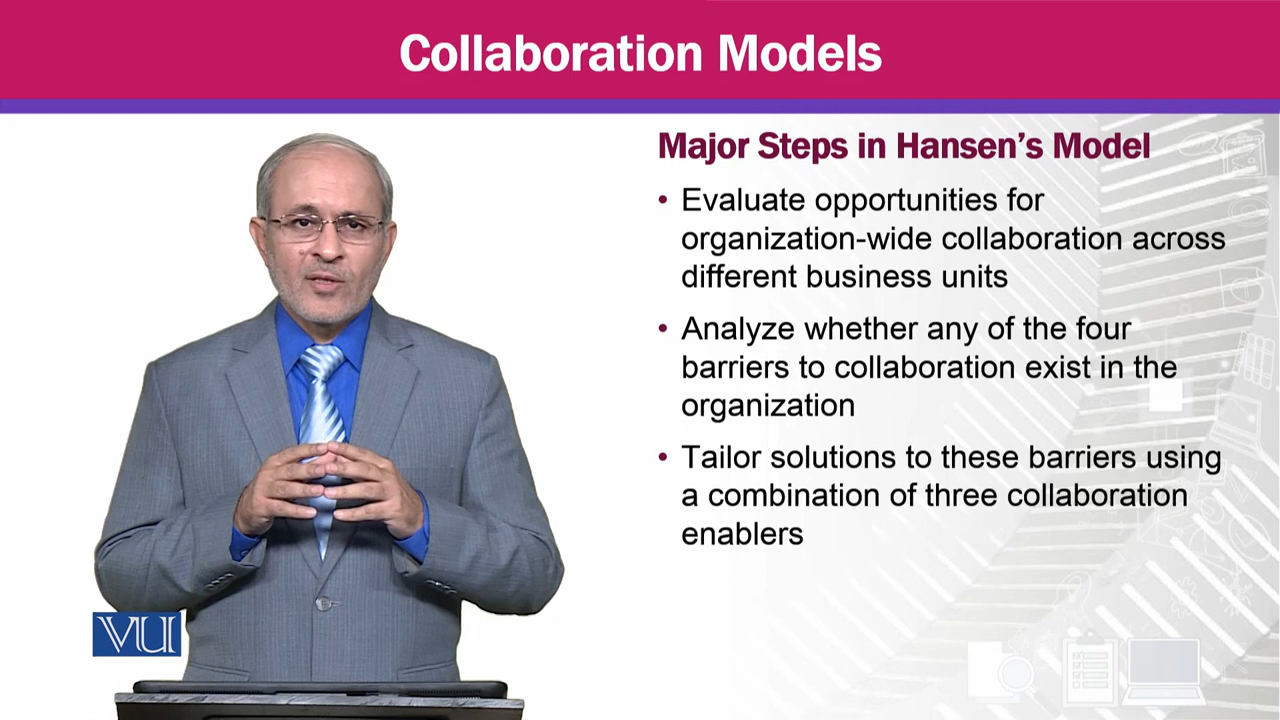 Collaboration Models
Major Steps in Hansen’s Model
• Evaluate opportunities for
organization-wide collaboration across
different business units
• Analyze whether any of the four
barriers to collaboration exist in the
organization
• Tailor solutions to these barriers using
a combination of three collaboration
enablers
VU